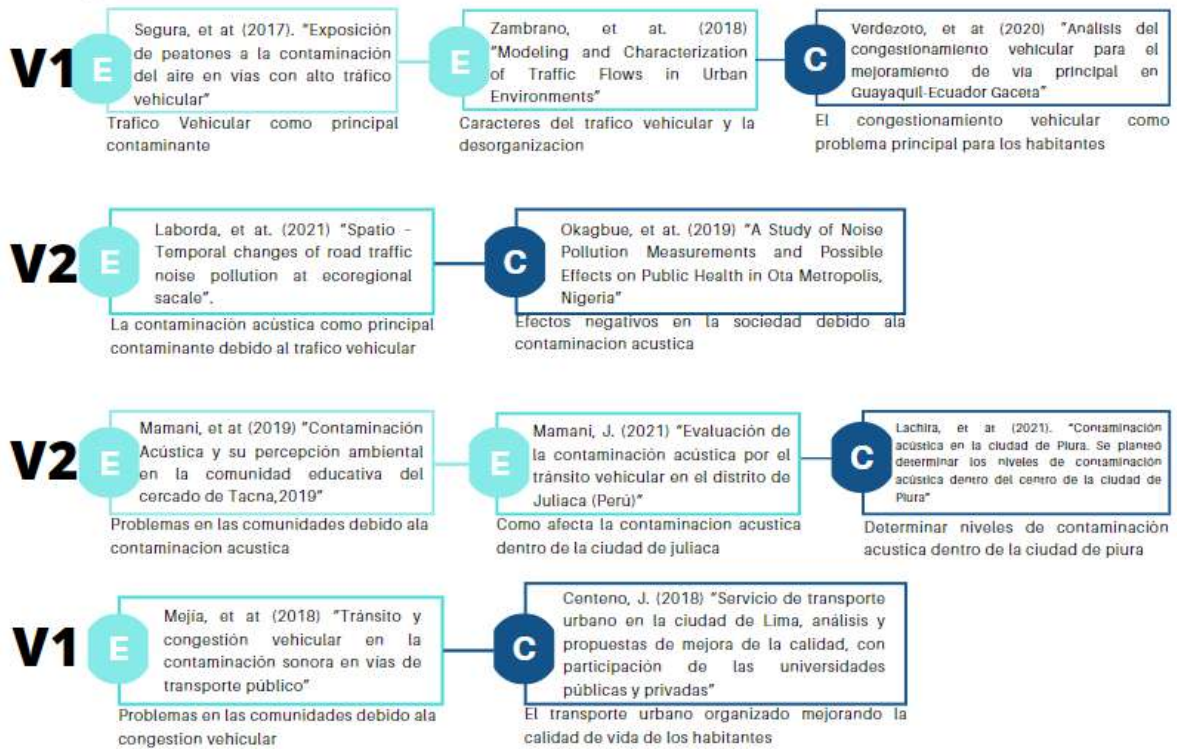 V1
E
Segura, et at (2017). "Exposición
de peatones a la contaminación
del aire en vías con alto tráfico
vehicular"
Trafico Vehicular como principal
contaminante
E
Zambrano, et at. (2018)
"Modeling and Characterization
of Traffic Flows in Urban
Environments"
Caracteres del trafico vehicular y la
desorganizacion
C
Verdezoto, et at (2020) "Análisis del
congestionamiento vehicular para el
mejoramiento de vía principal en
Guayaquil-Ecuador Gaceta"
El congestionamiento vehicular como
problema principal para los habitantes
V2
E
Laborda, et at. (2021) "Spatio -
Temporal changes of road traffic
noise pollution at ecoregional
sacale".
La contaminación acústica como principal
contaminante debido al trafico vehicular
C
Okagbue, et at. (2019) "A Study of Noise
Pollution Measurements and Possible
Effects on Public Health in Ota Metropolis,
Nigeria"
Efectos negativos en la sociedad debido ala
contaminacion acustica
V2
E
Mamani, et at (2019) "Contaminación
Acústica y su percepción ambiental
en la comunidad educativa del
cercado de Tacna,2019"
Problemas en las comunidades debido ala
contaminacion acustica
E
Mamani, J. (2021) "Evaluación de
la contaminación acústica por el
tránsito vehicular en el distrito de
Juliaca (Perú)"
Como afecta la contaminacion acustica
dentro de la ciudad de juliaca
C
Lachira, et at (2021). "Contaminación
acústica en la ciudad de Piura. Se planteó
determinar los niveles de contaminación
acústica dentro del centro de la ciudad de
Piura"
Determinar niveles de contaminación
acustica dentro de la ciudad de piura
V1
E
Mejía, et at (2018) "Tránsito y
congestión vehicular en la
contaminación sonora en vías de
transporte público"
Problemas en las comunidades debido ala
congestion vehicular
C
Centeno, J. (2018) "Servicio de transporte
urbano en la ciudad de Lima, análisis y
propuestas de mejora de la calidad, con
participación de las universidades
públicas y privadas"
El transporte urbano organizado mejorando la
calidad de vida de los habitantes